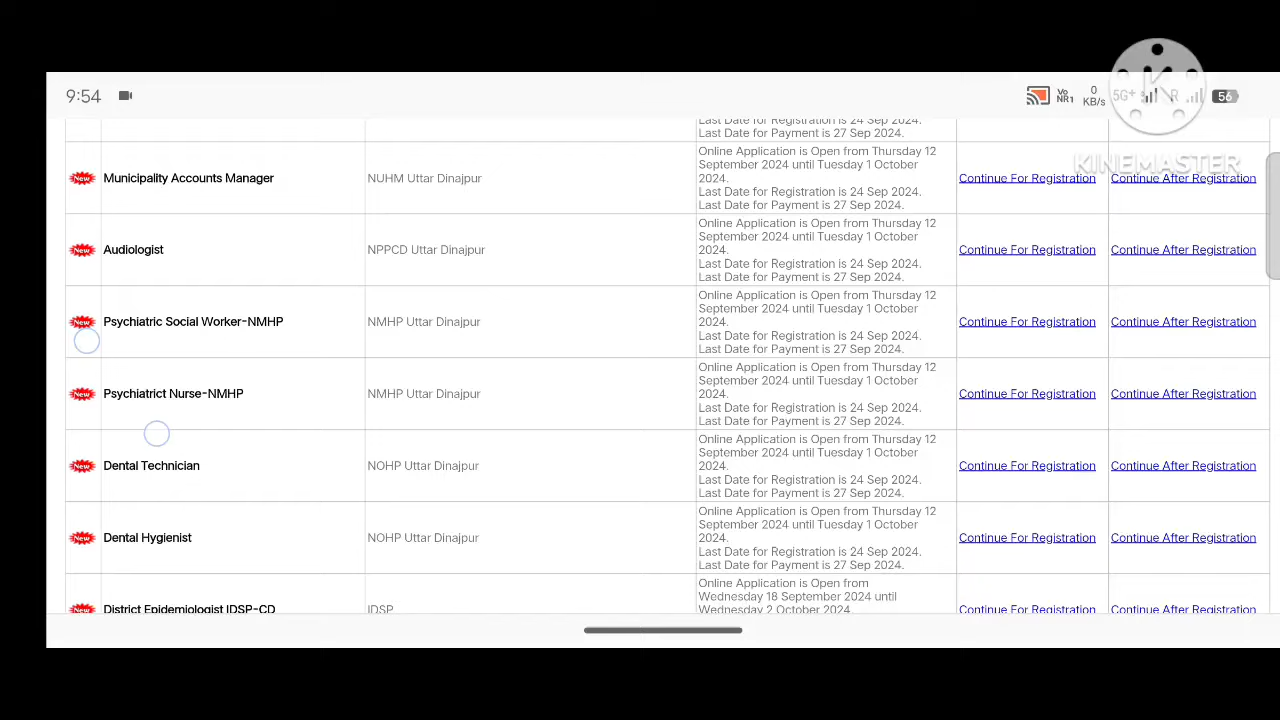 9:54
Vo
NR1
0
KB/s
5G+
R
56
KINEMASTER
Last Date for Registration is 24 Sep 2024.
Last Date for Payment is 27 Sep 2024.
New Municipality Accounts Manager NUHM Uttar Dinajpur Online Application is Open from Thursday 12
September 2024 until Tuesday 1 October
2024.
Last Date for Registration is 24 Sep 2024.
Last Date for Payment is 27 Sep 2024.
Continue For Registration Continue After Registration
New Audiologist NPPCD Uttar Dinajpur Online Application is Open from Thursday 12
September 2024 until Tuesday 1 October
2024.
Last Date for Registration is 24 Sep 2024.
Last Date for Payment is 27 Sep 2024.
Continue For Registration Continue After Registration
New Psychiatric Social Worker-NMHP NMHP Uttar Dinajpur Online Application is Open from Thursday 12
September 2024 until Tuesday 1 October
2024.
Last Date for Registration is 24 Sep 2024.
Last Date for Payment is 27 Sep 2024.
Continue For Registration Continue After Registration
New Psychiatrict Nurse-NMHP NMHP Uttar Dinajpur Online Application is Open from Thursday 12
September 2024 until Tuesday 1 October
2024.
Last Date for Registration is 24 Sep 2024.
Last Date for Payment is 27 Sep 2024.
Continue For Registration Continue After Registration
New Dental Technician NOHP Uttar Dinajpur Online Application is Open from Thursday 12
September 2024 until Tuesday 1 October
2024.
Last Date for Registration is 24 Sep 2024.
Last Date for Payment is 27 Sep 2024.
Continue For Registration Continue After Registration
New Dental Hygienist NOHP Uttar Dinajpur Online Application is Open from Thursday 12
September 2024 until Tuesday 1 October
2024.
Last Date for Registration is 24 Sep 2024.
Last Date for Payment is 27 Sep 2024.
Continue For Registration Continue After Registration
New District Epidemiologist IDSP-CD IDSP Online Application is Open from
Wednesday 18 September 2024 until
Wednesday 2 October 2024.
Continue For Registration Continue After Registration